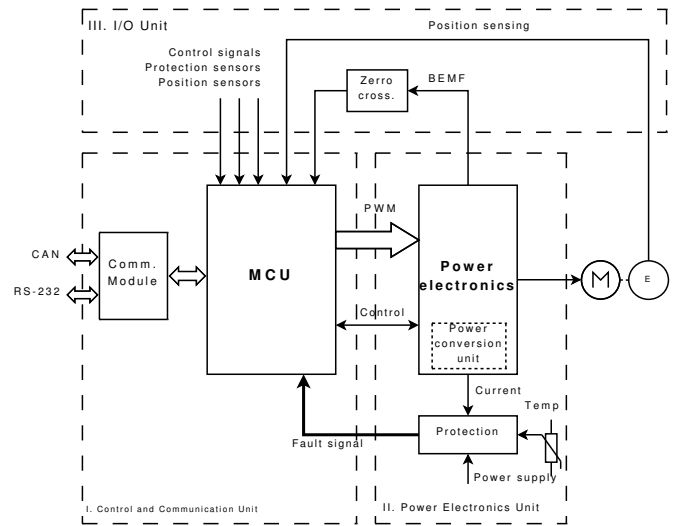 III. I/O Unit
Position sensing
Control signals
Protection sensors
Position sensors
Zerro
cross.
BEMF
PWM
CAN
RS-232
Comm.
Module
MCU
Power
electronics
M
E
Control
Power
conversion
unit
Current
Temp
Protection
Fault signal
Power supply
I. Control and Communication Unit
II. Power Electronics Unit